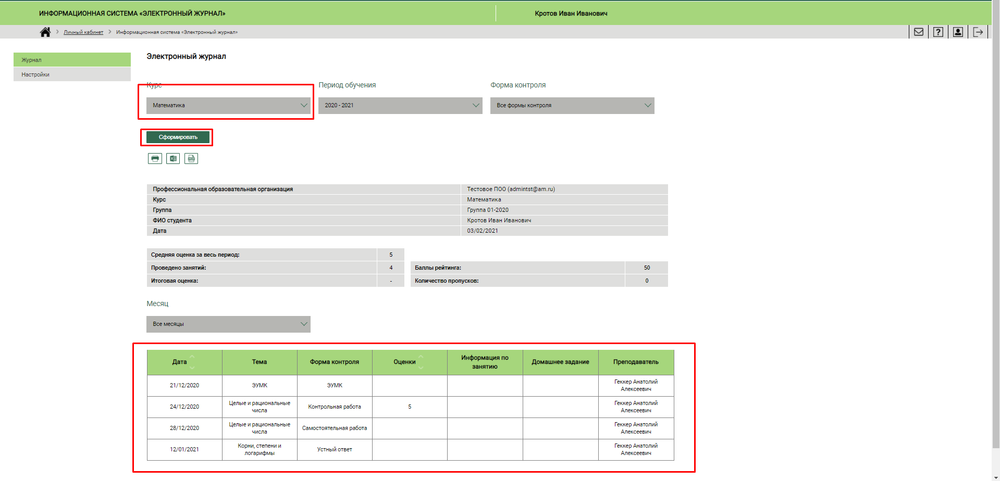 ИНФОРМАЦИОННАЯ СИСТЕМА «ЭЛЕКТРОННЫЙ ЖУРНАЛ»
Кротов Иван Иванович
Личный кабинет
Информационная система «Электронный журнал»
Журнал
Настройки
Электронный журнал
Курс
Период обучения
Форма контроля
Математика
2020 - 2021
Все формы контроля
Сформировать
Профессиональная образовательная организация
Тестовое ПОО (admintst@am.ru)
Курс
Математика
Группа
Группа 01-2020
ФИО студента
Кротов Иван Иванович
Дата
03/02/2021
Средняя оценка за весь период:
5
Проведено занятий:
4
Баллы рейтинга:
50
Итоговая оценка:
-
Количество пропусков:
0
Месяц
Все месяцы
Дата
Тема
Форма контроля
Оценки
Информация по
занятию
Домашнее задание
Преподаватель
21/12/2020
ЭУМК
ЭУМК
Геккер Анатолий
Алексеевич
24/12/2020
Целые и рациональные
числа
Контрольная работа
5
Геккер Анатолий
Алексеевич
28/12/2020
Целые и рациональные
числа
Самостоятельная работа
Геккер Анатолий
Алексеевич
12/01/2021
Корни, степени и
логарифмы
Устный ответ
Геккер Анатолий
Алексеевич